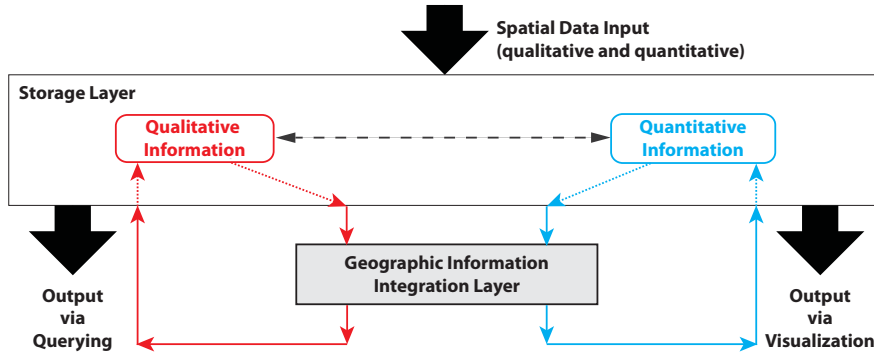 Spatial Data Input
(qualitative and quantitative)
Storage Layer
Qualitative
Information
Quantitative
Information
Geographic Information
Integration Layer
Output
via
Querying
Output
via
Visualization